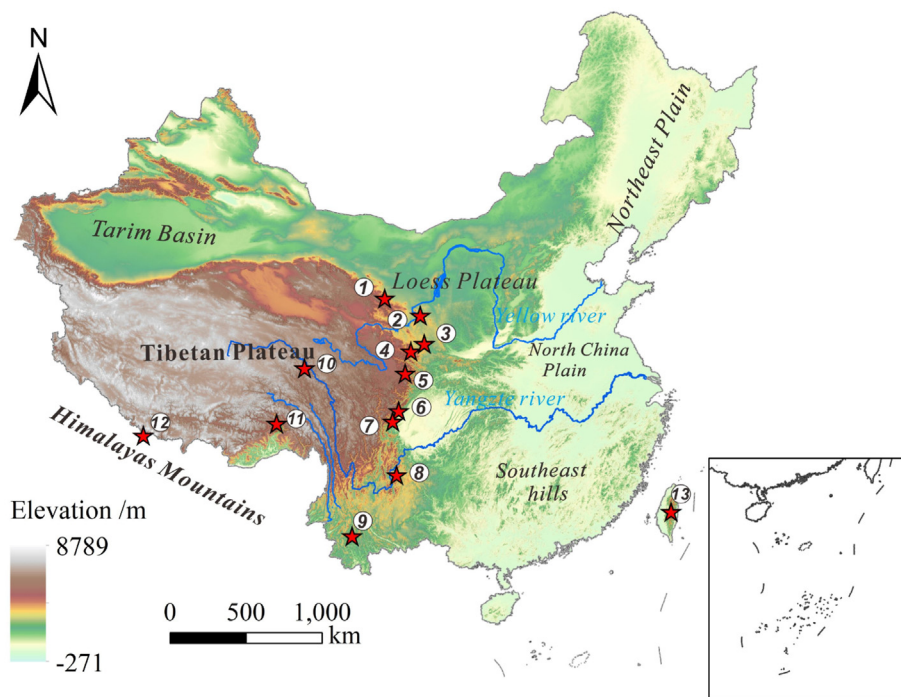 N
Northeast Plain
Tarim Basin
Loess Plateau
1
2
Yellow river
3
North China
Plain
4
Tibetan Plateau
10
5
Yangzte river
6
7
11
12
Himalayas Mountains
8
Southeast
hills
13
9
Elevation /m
8789
-271
0 500 1,000
km